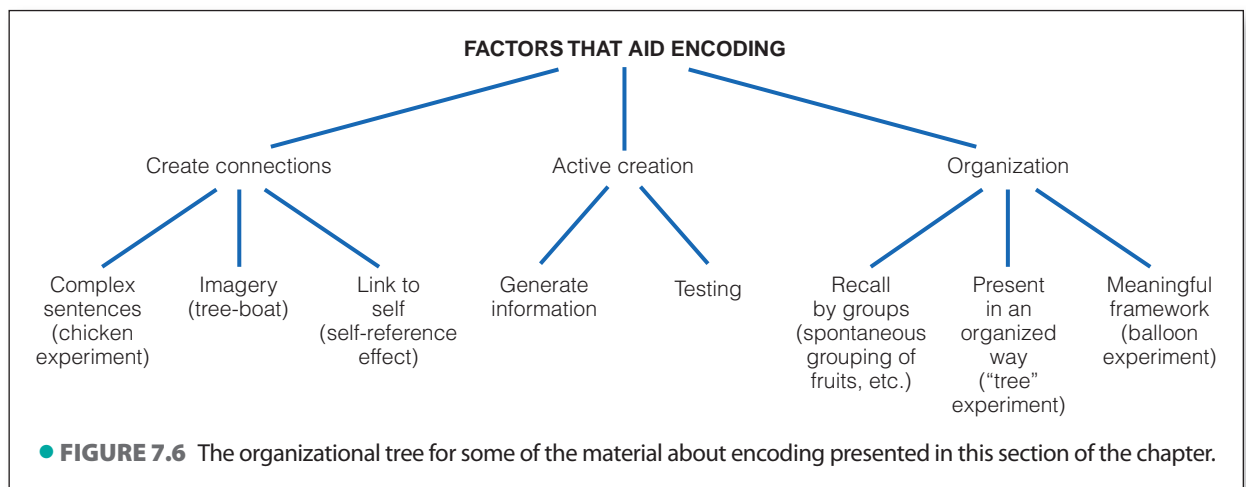 FACTORS THAT AID ENCODING
Create connections
Active creation
Organization
Complex
sentences
(chicken
experiment)
Imagery
(tree-boat)
Link to
self
(self-reference
effect)
Generate
information
Testing
Recall
by groups
(spontaneous
grouping of
fruits, etc.)
Present
in an
organized
way
(“tree”
experiment)
Meaningful
framework
(balloon
experiment)
● FIGURE 7.6 The organizational tree for some of the material about encoding presented in this section of the chapter.